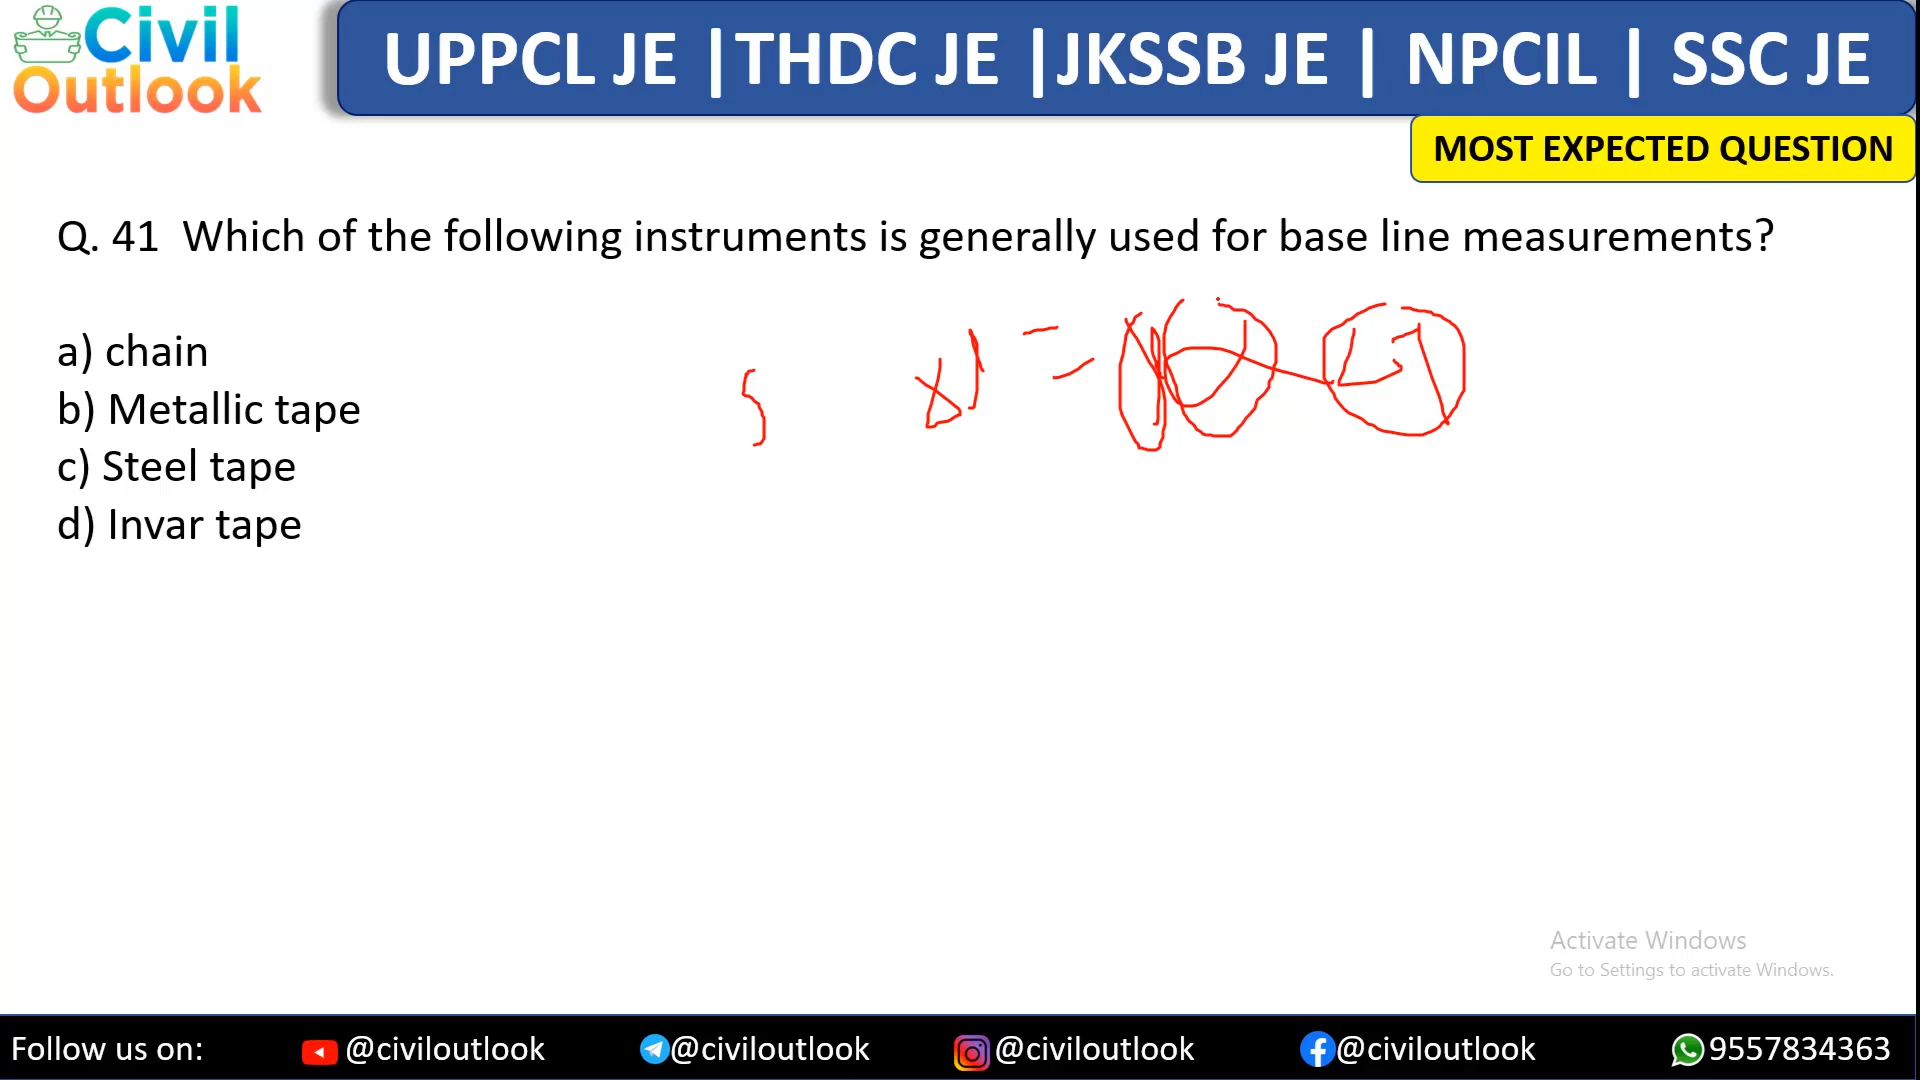 Civil
Outlook
UPPCL JE |THDC JE |JKSSB JE | NPCIL | SSC JE
MOST EXPECTED QUESTION
Q. 41 Which of the following instruments is generally used for base line measurements?
a) chain
b) Metallic tape
c) Steel tape
d) Invar tape
Activate Windows
Go to Settings to activate Windows.
Follow us on: @civiloutlook @civiloutlook @civiloutlook @civiloutlook 9557834363